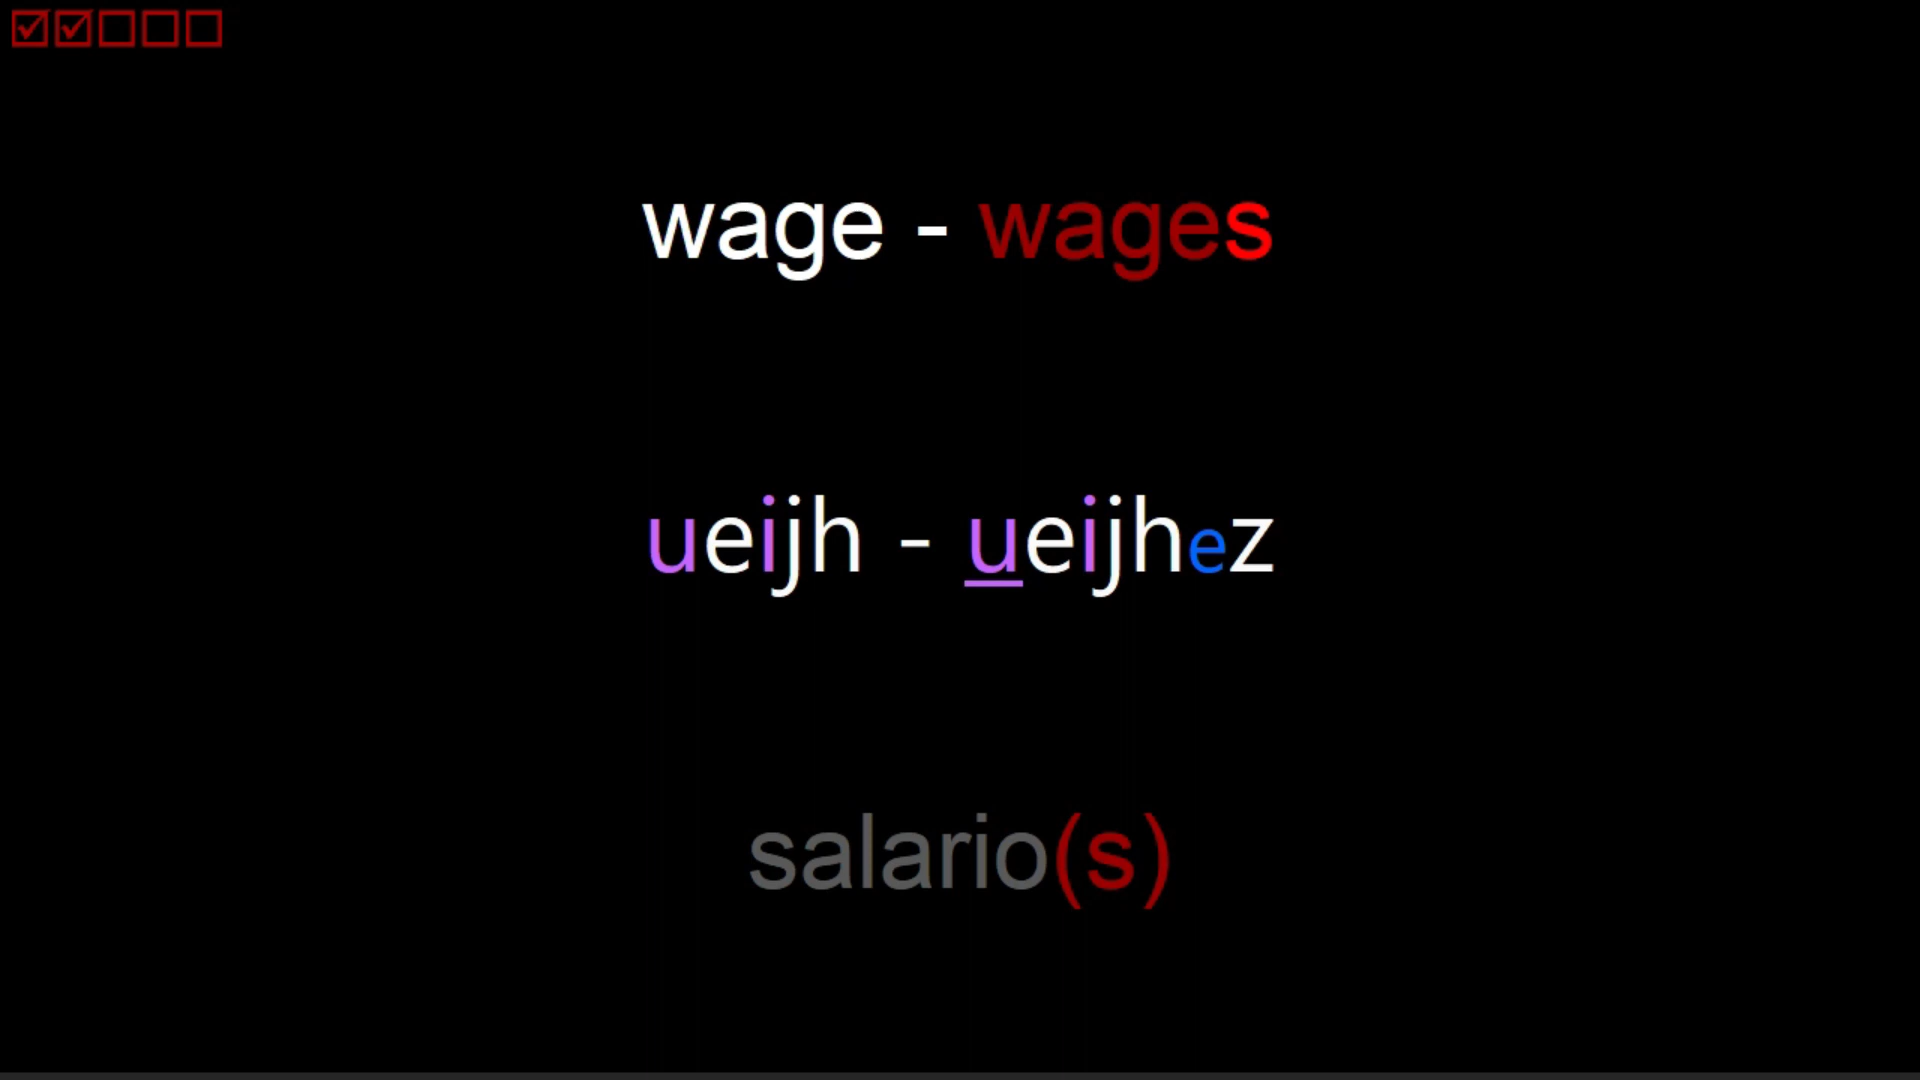 ☑☑☐☐☐
wage - wages
ueijh - ueijhez
salario(s)